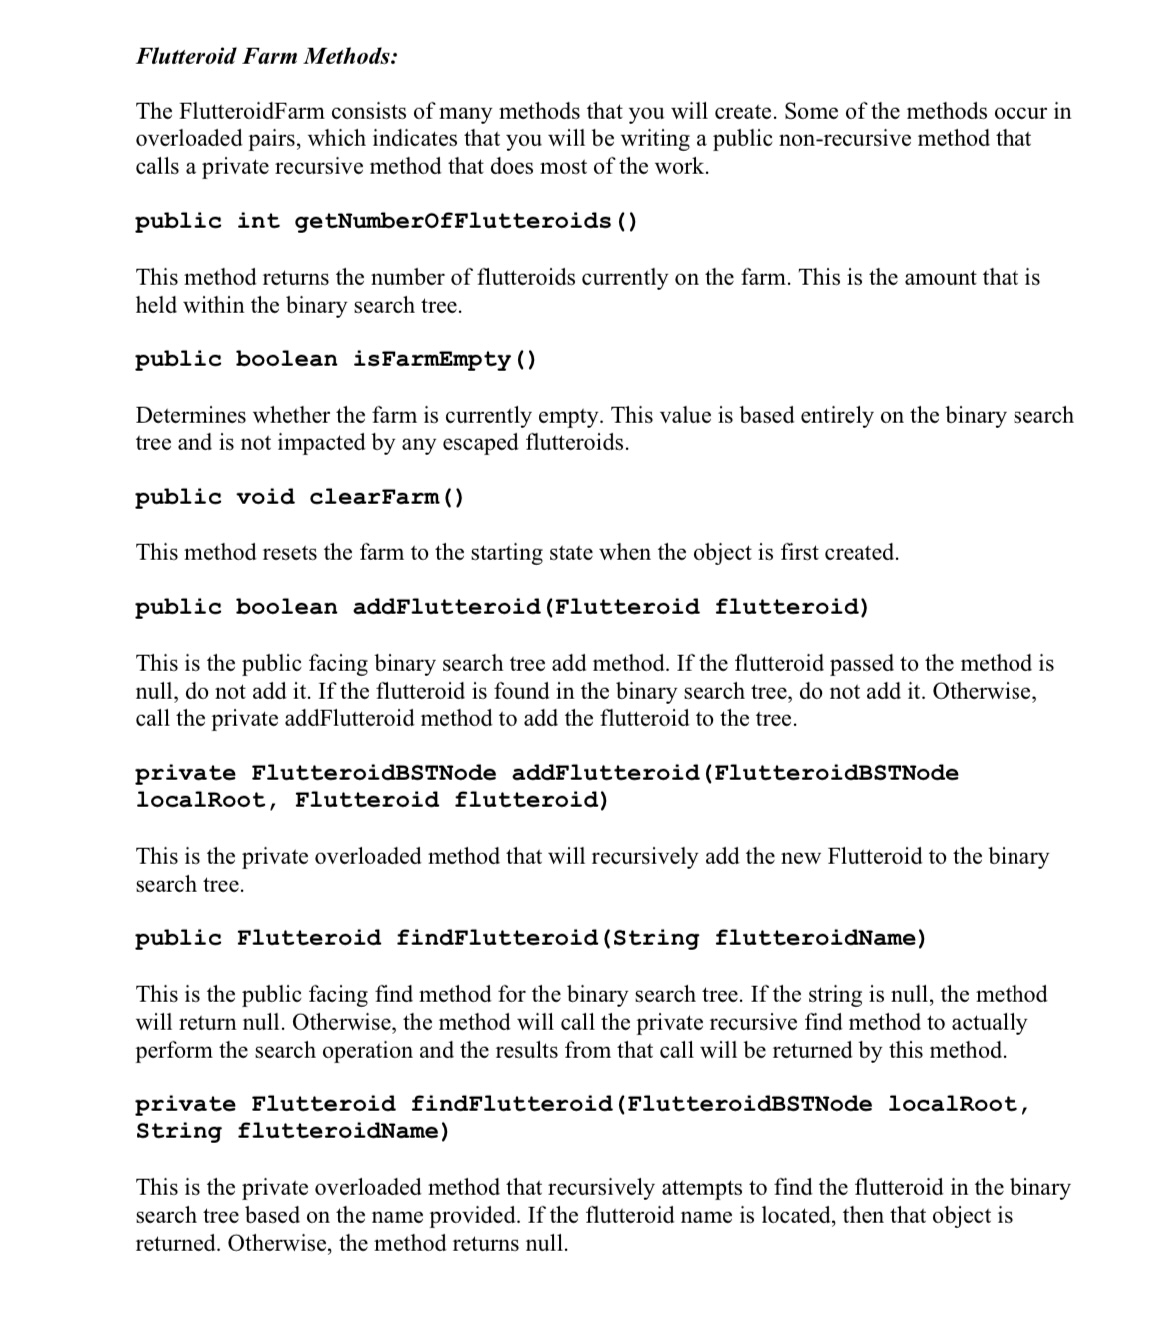 Flutteroid Farm Methods:
The FlutteroidFarm consists of many methods that you will create. Some of the methods occur in
overloaded pairs, which indicates that you will be writing a public non-recursive method that
calls a private recursive method that does most of the work.
public int getNumberOfFlutteroids()
This method returns the number of flutteroids currently on the farm. This is the amount that is
held within the binary search tree.
public boolean isFarmEmpty()
Determines whether the farm is currently empty. This value is based entirely on the binary search
tree and is not impacted by any escaped flutteroids.
public void clearFarm()
This method resets the farm to the starting state when the object is first created.
public boolean addFlutteroid(Flutteroid flutteroid)
This is the public facing binary search tree add method. If the flutteroid passed to the method is
null, do not add it. If the flutteroid is found in the binary search tree, do not add it. Otherwise,
call the private addFlutteroid method to add the flutteroid to the tree.
private FlutteroidBSTNode addFlutteroid(FlutteroidBSTNode
localRoot, Flutteroid flutteroid)
This is the private overloaded method that will recursively add the new Flutteroid to the binary
search tree.
public Flutteroid findFlutteroid(String flutteroidName)
This is the public facing find method for the binary search tree. If the string is null, the method
will return null. Otherwise, the method will call the private recursive find method to actually
perform the search operation and the results from that call will be returned by this method.
private Flutteroid findFlutteroid(FlutteroidBSTNode localRoot,
String flutteroidName)
This is the private overloaded method that recursively attempts to find the flutteroid in the binary
search tree based on the name provided. If the flutteroid name is located, then that object is
returned. Otherwise, the method returns null.